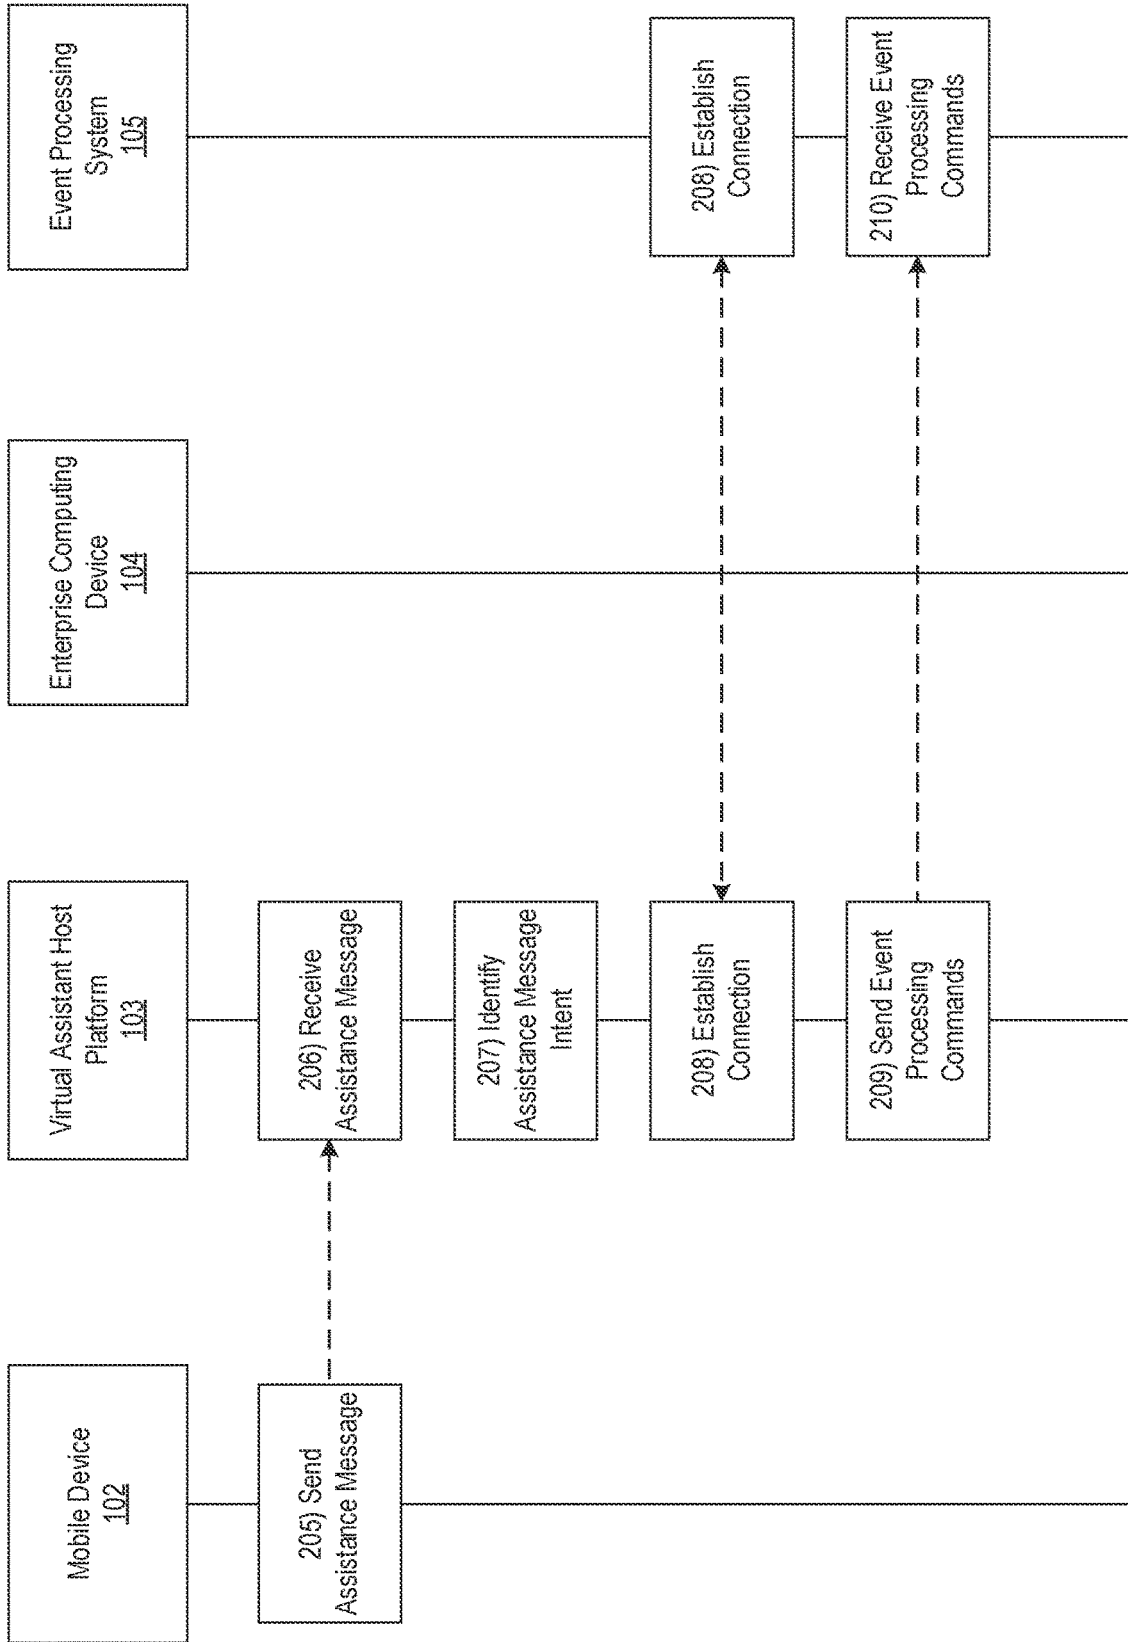 Mobile Device
102
Virtual Assistant Host
Platform
103
Enterprise Computing
Device
104
Event Processing
System
105
205) Send
Assistance Message
206) Receive
Assistance Message
207) Identify
Assistance Message
Intent
208) Establish
Connection
208) Establish
Connection
209) Send Event
Processing
Commands
210) Receive Event
Processing
Commands